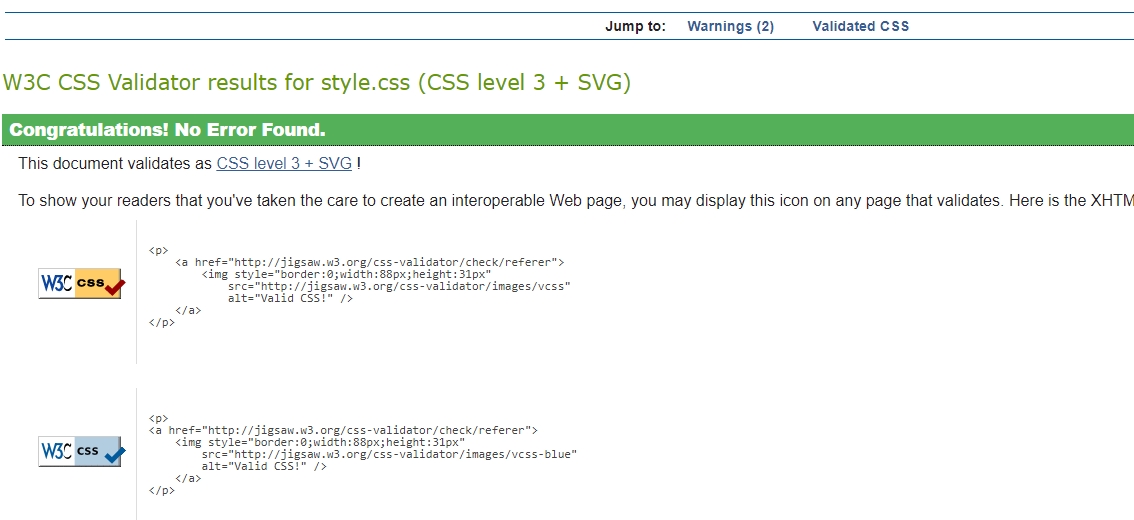 Jump to: Warnings (2) Validated CSS
W3C CSS Validator results for style.css (CSS level 3 + SVG)
Congratulations! No Error Found.
This document validates as CSS level 3 + SVG !
To show your readers that you've taken the care to create an interoperable Web page, you may display this icon on any page that validates. Here is the XHTM
W3C css
<p>
<a href="http://jigsaw.w3.org/css-validator/check/referer">
<img style="border:0;width:88px;height:31px"
src="http://jigsaw.w3.org/css-validator/images/vcss"
alt="Valid CSS!" />
</a>
</p>
W3C css
<p>
<a href="http://jigsaw.w3.org/css-validator/check/referer">
<img style="border:0;width:88px;height:31px"
src="http://jigsaw.w3.org/css-validator/images/vcss-blue"
alt="Valid CSS!" />
</a>
</p>